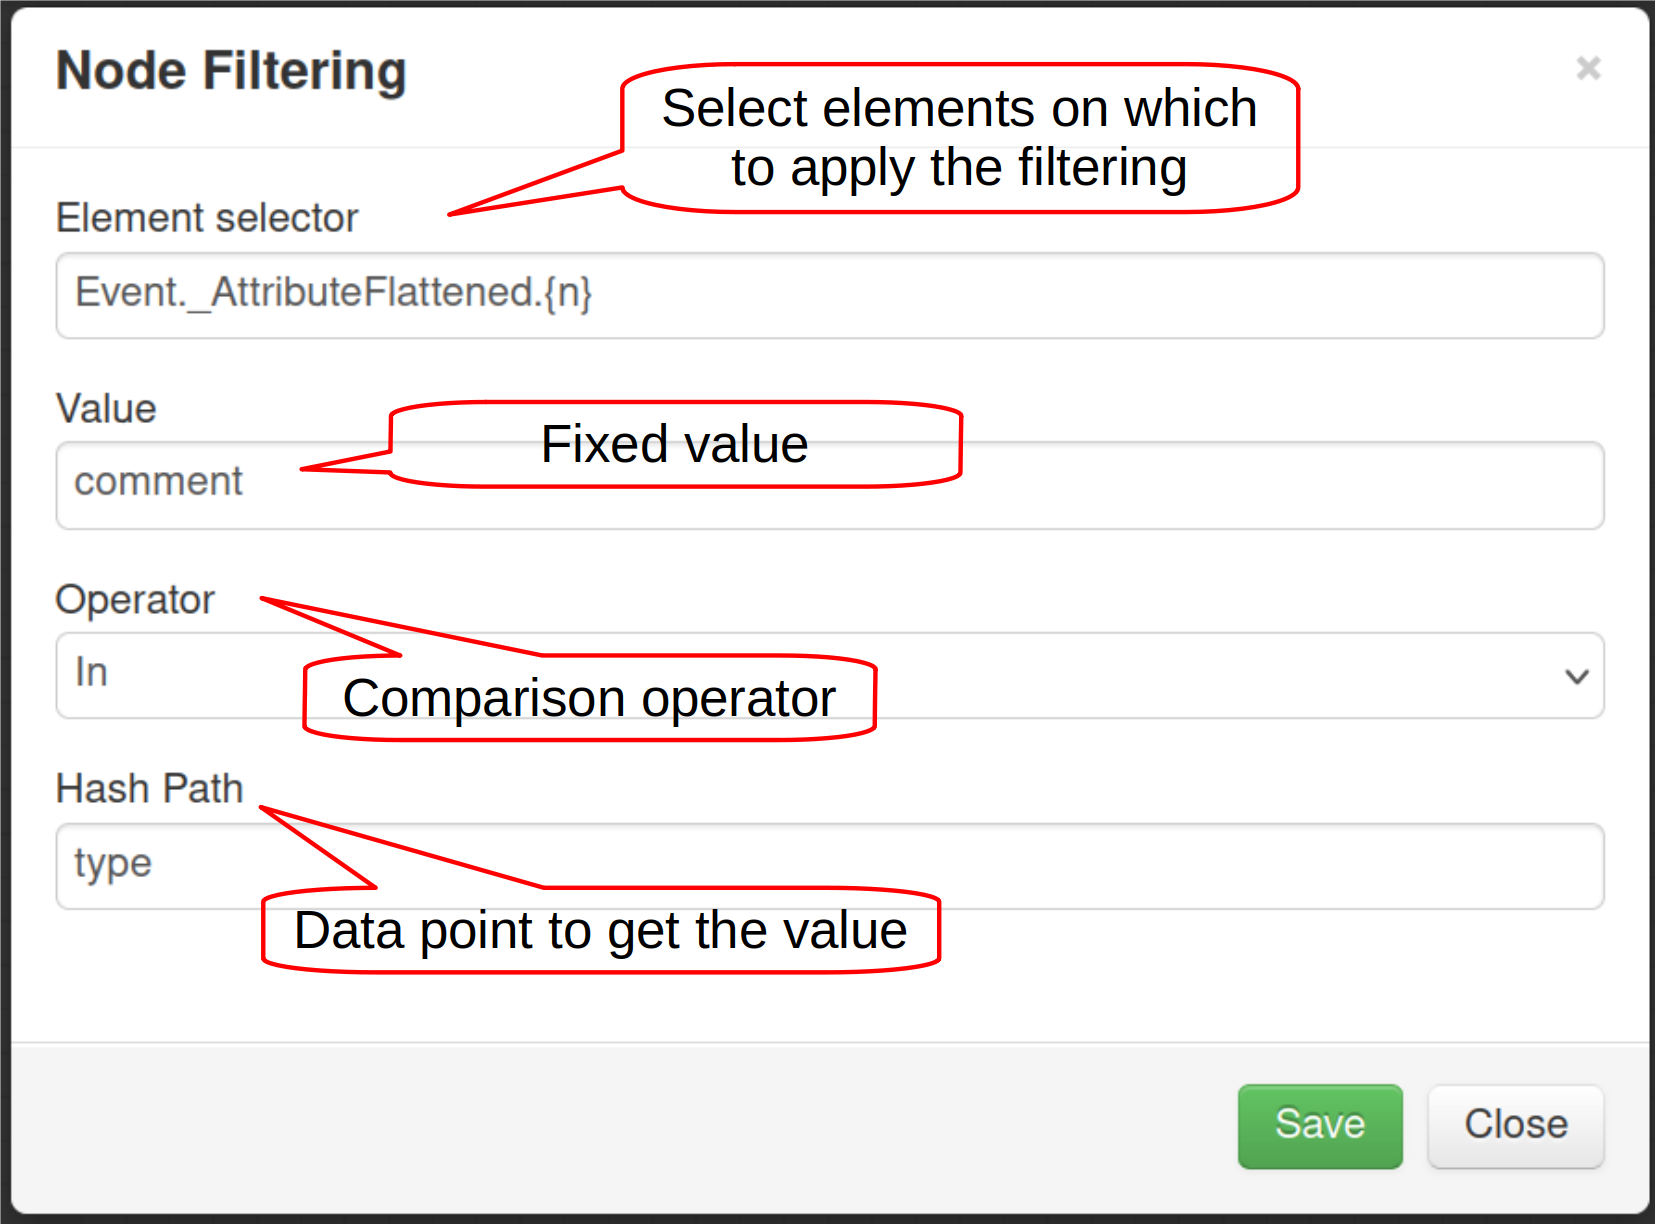 Node Filtering
×
Select elements on which
to apply the filtering
Element selector
Event._AttributeFlattened.{n}
Value
Fixed value
comment
Operator
In
Comparison operator
Hash Path
type
Data point to get the value
Save
Close